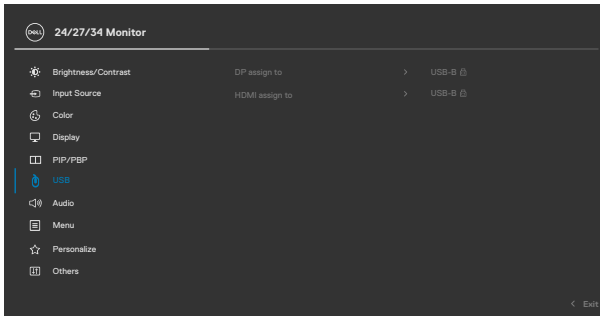 DELL 24/27/34 Monitor
Brightness/Contrast DP assign to > USB-B
Input Source HDMI assign to > USB-B
Color
Display
PIP/PBP
USB
Audio
Menu
Personalize
Others
< Exit